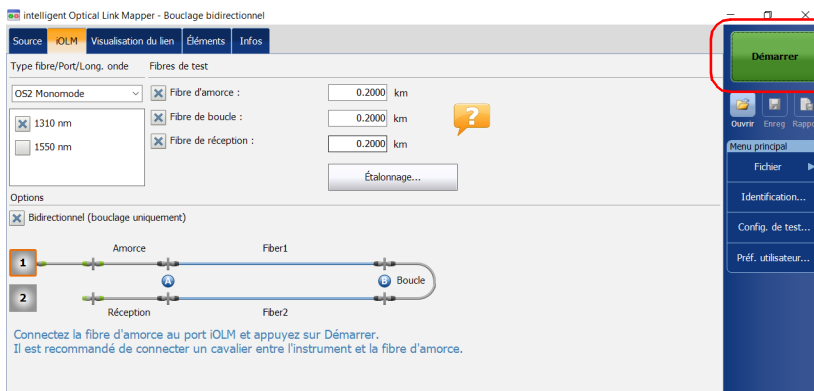 intelligent Optical Link Mapper - Bouclage bidirectionnel
Source iOLM Visualisation du lien Éléments Infos
Démarrer
Type fibre/Port/Long. onde Fibres de test
OS2 Monomode
Fibre d'amorce : 0.2000 km
1310 nm
Fibre de boucle : 0.2000 km
1550 nm
Fibre de réception : 0.2000 km
?
Étalonnage...
Ouvrir Enreg
Menu principal
Fichier
Identification...
Config. de test...
Préf. utilisateur...
Options
Bidirectionnel (bouclage uniquement)
Amorce Fiber1
1
A B Boucle
2
Réception Fiber2
Connectez la fibre d'amorce au port iOLM et appuyez sur Démarrer.
Il est recommandé de connecter un cavalier entre l'instrument et la fibre d'amorce.